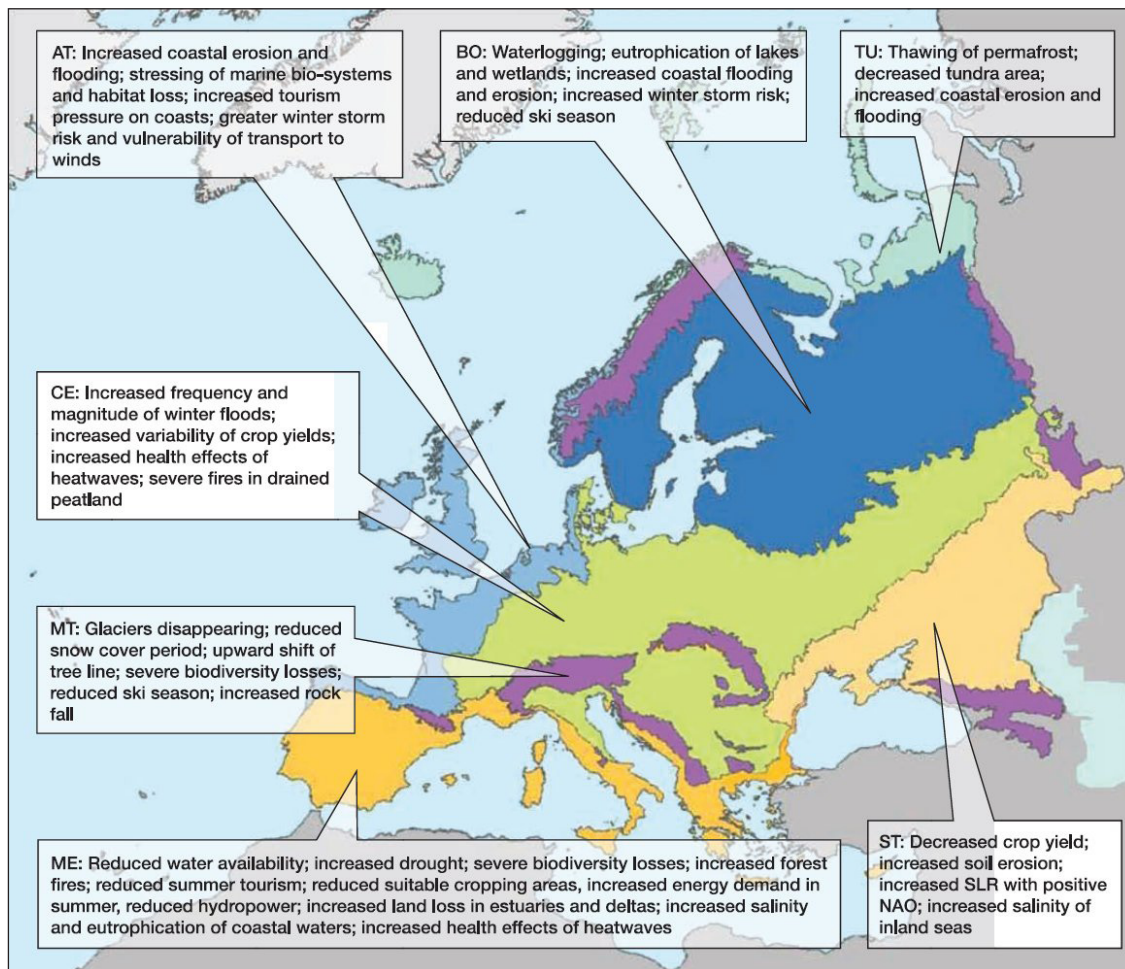 AT: Increased coastal erosion and
flooding; stressing of marine bio-systems
and habitat loss; increased tourism
pressure on coasts; greater winter storm
risk and vulnerability of transport to
winds
BO: Waterlogging; eutrophication of lakes
and wetlands; increased coastal flooding
and erosion; increased winter storm risk;
reduced ski season
TU: Thawing of permafrost;
decreased tundra area;
increased coastal erosion and
flooding
CE: Increased frequency and
magnitude of winter floods;
increased variability of crop yields;
increased health effects of
heatwaves; severe fires in drained
peatland
MT: Glaciers disappearing; reduced
snow cover period; upward shift of
tree line; severe biodiversity losses;
reduced ski season; increased rock
fall
ME: Reduced water availability; increased drought; severe biodiversity losses; increased forest
fires; reduced summer tourism; reduced suitable cropping areas, increased energy demand in
summer, reduced hydropower; increased land loss in estuaries and deltas; increased salinity
and eutrophication of coastal waters; increased health effects of heatwaves
ST: Decreased crop yield;
increased soil erosion;
increased SLR with positive
NAO; increased salinity of
inland seas